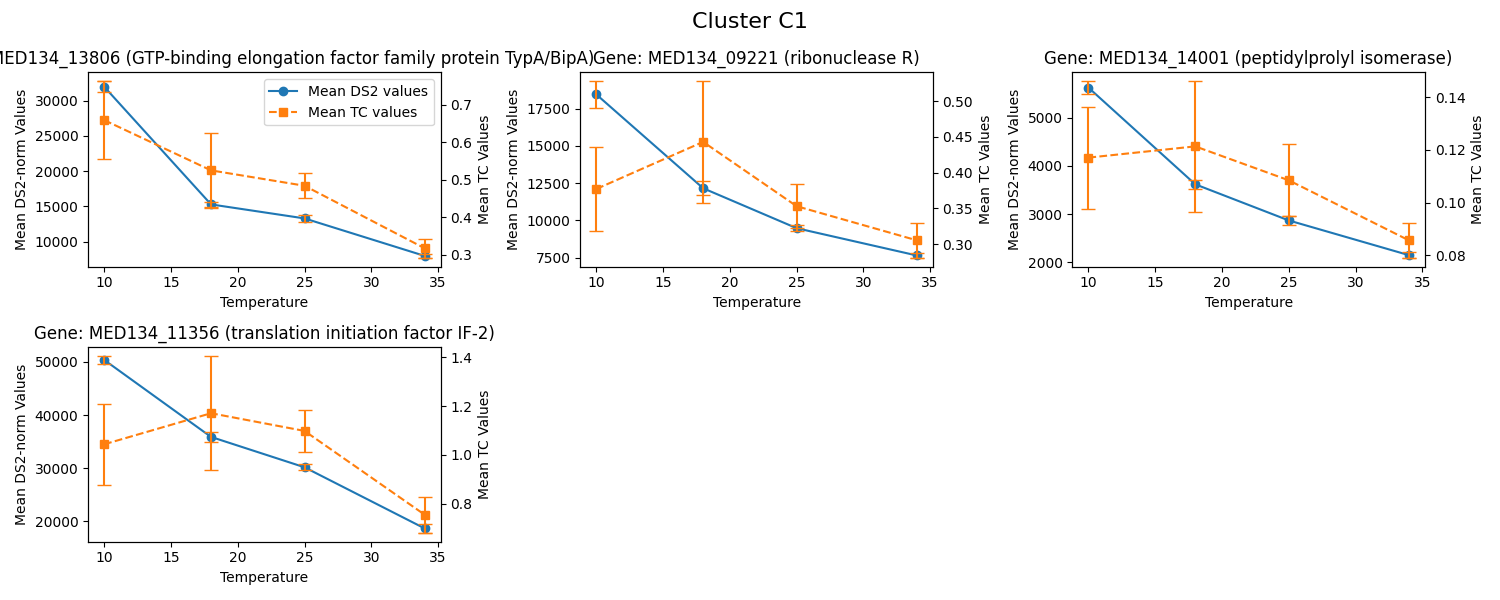 Cluster C1
MED134_13806 (GTP-binding elongation factor family protein TypA/BipA)
Mean DS2 values
Mean TC values
30000
25000
20000
15000
10000
Mean DS2-norm Values
0.7
0.6
0.5
0.4
0.3
Mean TC Values
10 15 20 25 30 35
Temperature
Gene: MED134_09221 (ribonuclease R)
17500
15000
12500
10000
7500
Mean DS2-norm Values
0.50
0.45
0.40
0.35
0.30
Mean TC Values
10 15 20 25 30 35
Temperature
Gene: MED134_14001 (peptidylprolyl isomerase)
5000
4000
3000
2000
Mean DS2-norm Values
0.14
0.12
0.10
0.08
Mean TC Values
10 15 20 25 30 35
Temperature
Gene: MED134_11356 (translation initiation factor IF-2)
50000
40000
30000
20000
Mean DS2-norm Values
1.4
1.2
1.0
0.8
Mean TC Values
10 15 20 25 30 35
Temperature